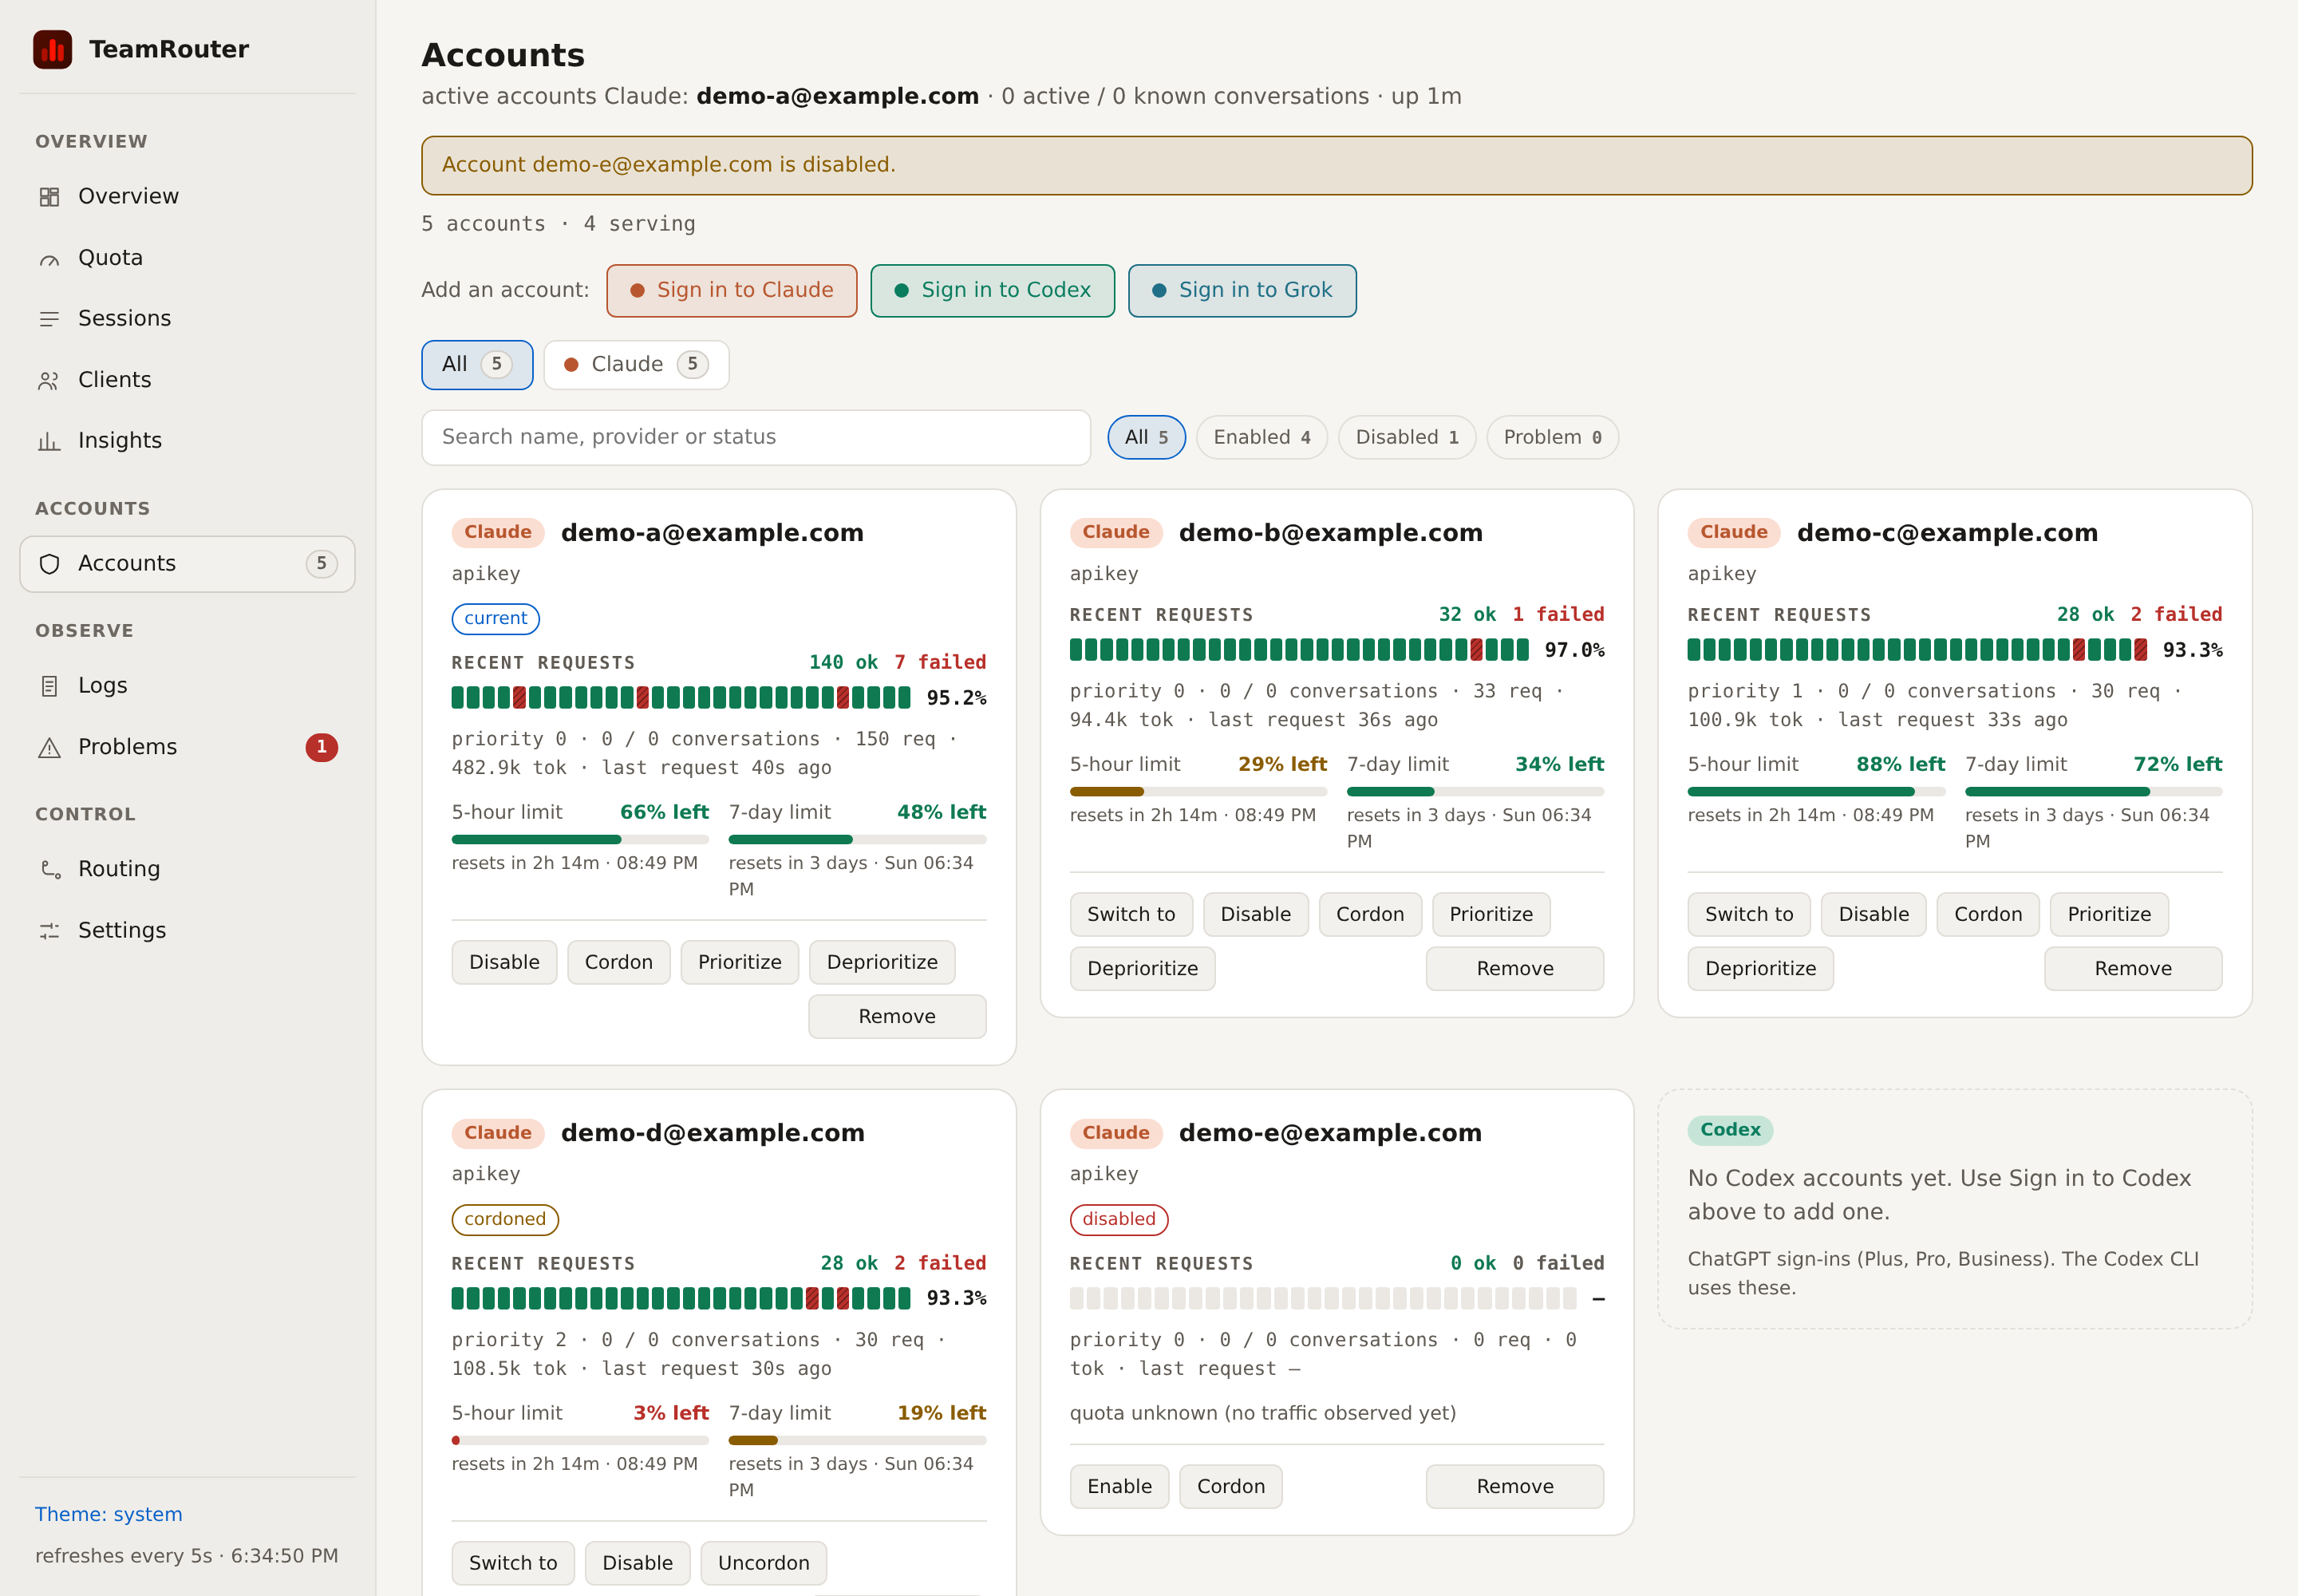 TeamRouter
OVERVIEW
Overview
Quota
Sessions
Clients
Insights
ACCOUNTS
Accounts 5
OBSERVE
Logs
Problems 1
CONTROL
Routing
Settings
Theme: system
refreshes every 5s · 6:34:50 PM
Accounts
active accounts Claude: demo-a@example.com · 0 active / 0 known conversations · up 1m
Account demo-e@example.com is disabled.
5 accounts · 4 serving
Add an account: Sign in to Claude Sign in to Codex Sign in to Grok
All 5 Claude 5
Search name, provider or status All 5 Enabled 4 Disabled 1 Problem 0
Claude demo-a@example.com
apikey
current
RECENT REQUESTS 140 ok 7 failed
95.2%
priority 0 · 0 / 0 conversations · 150 req ·
482.9k tok · last request 40s ago
5-hour limit 66% left 7-day limit 48% left
resets in 2h 14m · 08:49 PM resets in 3 days · Sun 06:34
PM
Disable Cordon Prioritize Deprioritize
Remove
Claude demo-b@example.com
apikey
RECENT REQUESTS 32 ok 1 failed
97.0%
priority 0 · 0 / 0 conversations · 33 req ·
94.4k tok · last request 36s ago
5-hour limit 29% left 7-day limit 34% left
resets in 2h 14m · 08:49 PM resets in 3 days · Sun 06:34
PM
Switch to Disable Cordon Prioritize
Deprioritize Remove
Claude demo-c@example.com
apikey
RECENT REQUESTS 28 ok 2 failed
93.3%
priority 1 · 0 / 0 conversations · 30 req ·
100.9k tok · last request 33s ago
5-hour limit 88% left 7-day limit 72% left
resets in 2h 14m · 08:49 PM resets in 3 days · Sun 06:34
PM
Switch to Disable Cordon Prioritize
Deprioritize Remove
Claude demo-d@example.com
apikey
cordoned
RECENT REQUESTS 28 ok 2 failed
93.3%
priority 2 · 0 / 0 conversations · 30 req ·
108.5k tok · last request 30s ago
5-hour limit 3% left 7-day limit 19% left
resets in 2h 14m · 08:49 PM resets in 3 days · Sun 06:34
PM
Switch to Disable Uncordon
Claude demo-e@example.com
apikey
disabled
RECENT REQUESTS 0 ok 0 failed
—
priority 0 · 0 / 0 conversations · 0 req · 0
tok · last request —
quota unknown (no traffic observed yet)
Enable Cordon Remove
Codex
No Codex accounts yet. Use Sign in to Codex
above to add one.
ChatGPT sign-ins (Plus, Pro, Business). The Codex CLI
uses these.